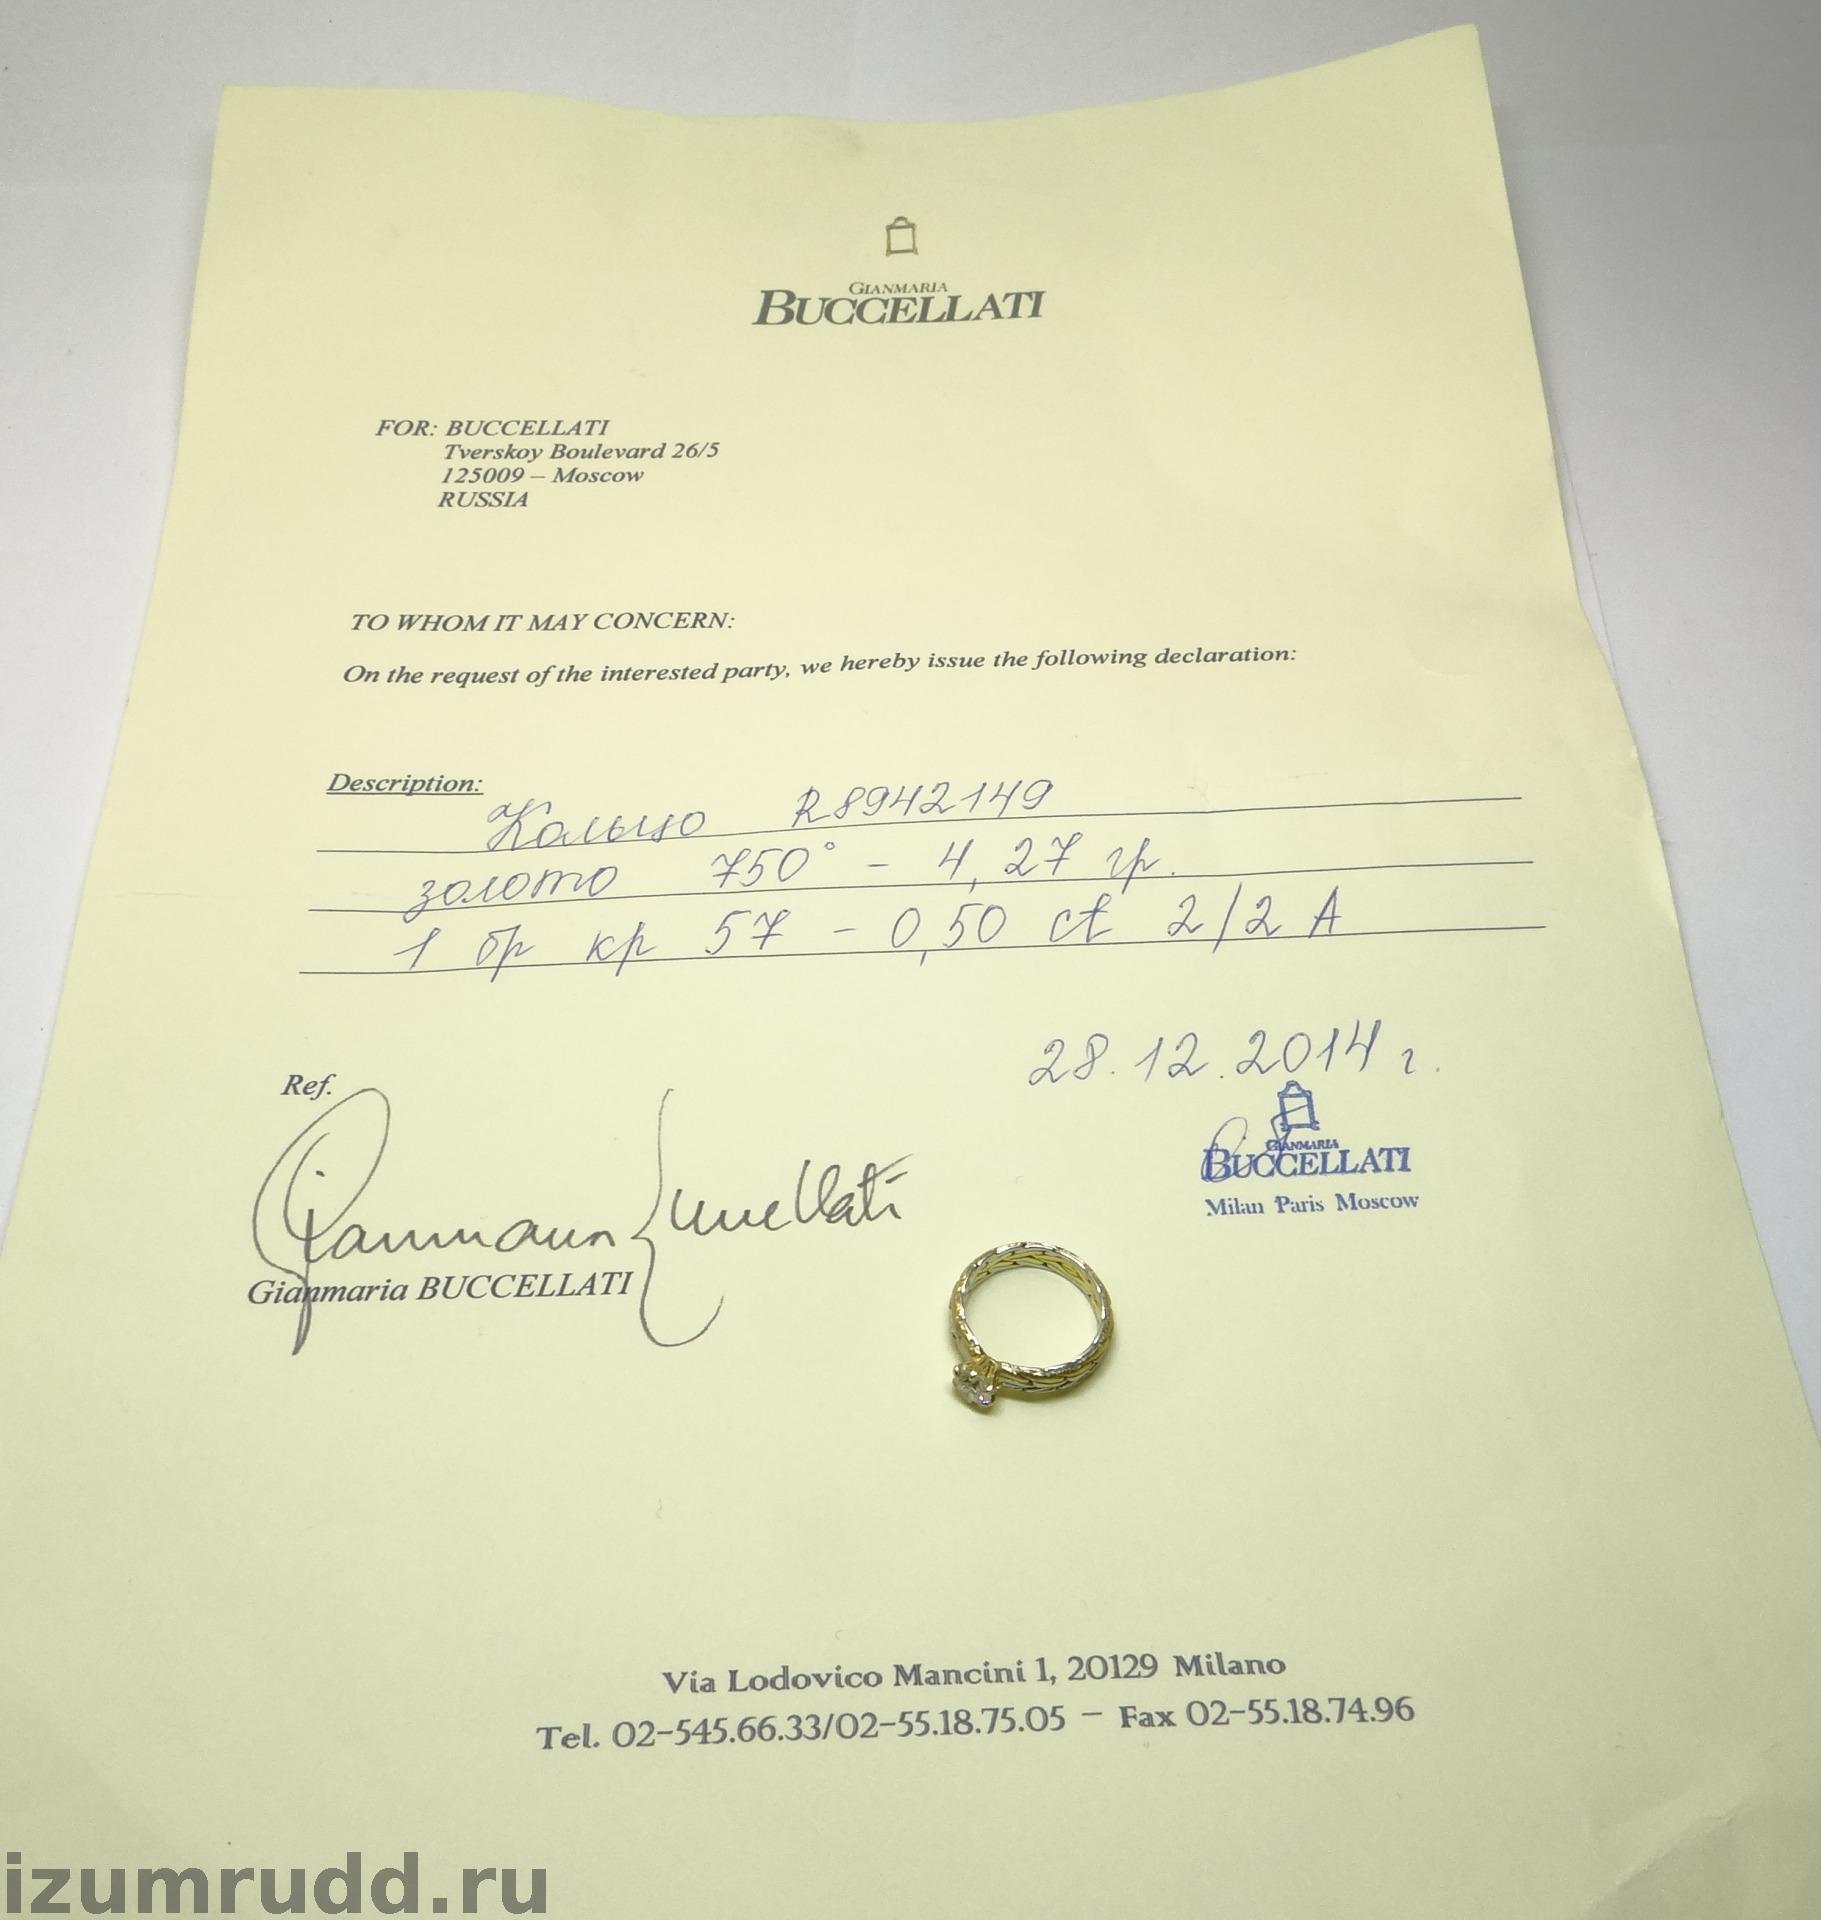 GIANMARIA
BUCCELLATI
FOR: BUCCELLATI
Tverskoy Boulevard 26/5
125009 – Moscow
RUSSIA
TO WHOM IT MAY CONCERN:
On the request of the interested party, we hereby issue the following declaration:
Description:
Кольцо R8942149
золото 750° - 4,27 гр.
1 бр кр 57 - 0,50 ct 2/2 А
28.12.2014 г.
Ref.
Gianmaria Buccellati
Gianmaria BUCCELLATI
GIANMARIA
BUCCELLATI
Milan Paris Moscow
Via Lodovico Mancini 1, 20129 Milano
Tel. 02-545.66.33/02-55.18.75.05 – Fax 02-55.18.74.96
izumrudd.ru